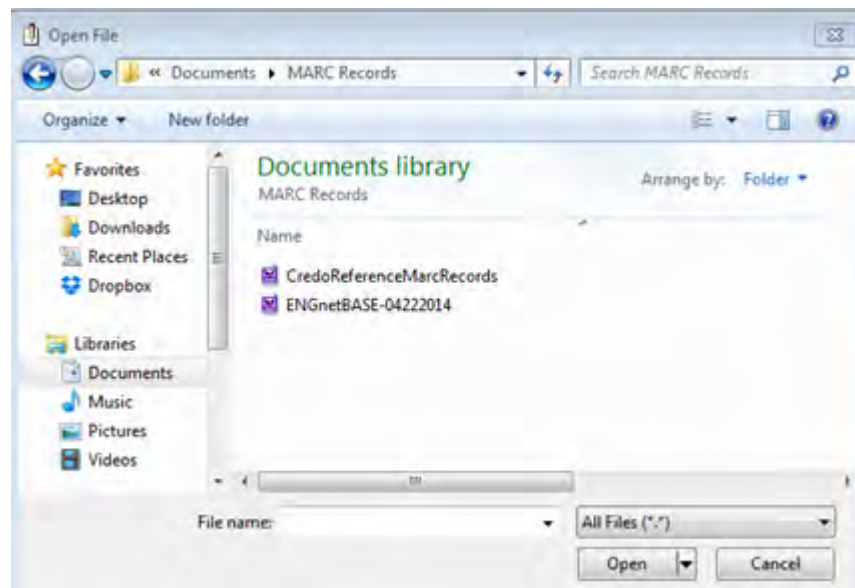 Open File
« Documents ▸ MARC Records
Search MARC Records
Organize
New folder
Favorites
Desktop
Downloads
Recent Places
Dropbox
Libraries
Documents
Music
Pictures
Videos
Documents library
MARC Records
Arrange by: Folder
Name
CredoReferenceMarcRecords
ENGnetBASE-04222014
File name:
All Files (*.*)
Open
Cancel